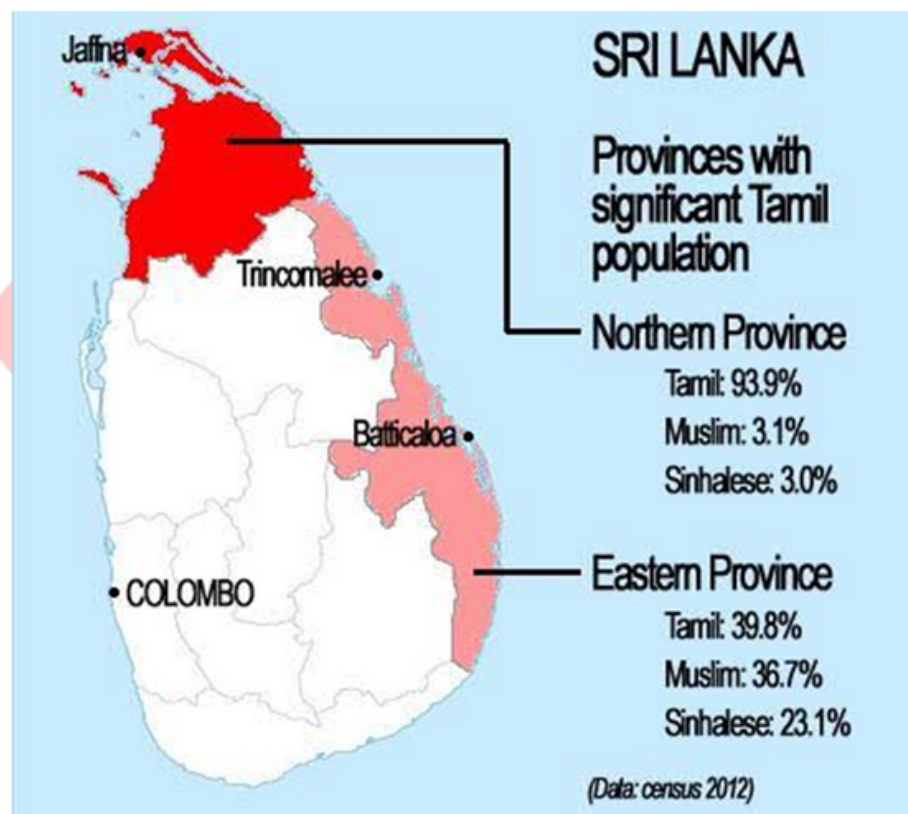 Jaffna
Trincomalee
Batticaloa
COLOMBO
SRI LANKA
Provinces with
significant Tamil
population
Northern Province
Tamil: 93.9%
Muslim: 3.1%
Sinhalese: 3.0%
Eastern Province
Tamil: 39.8%
Muslim: 36.7%
Sinhalese: 23.1%
(Data: census 2012)